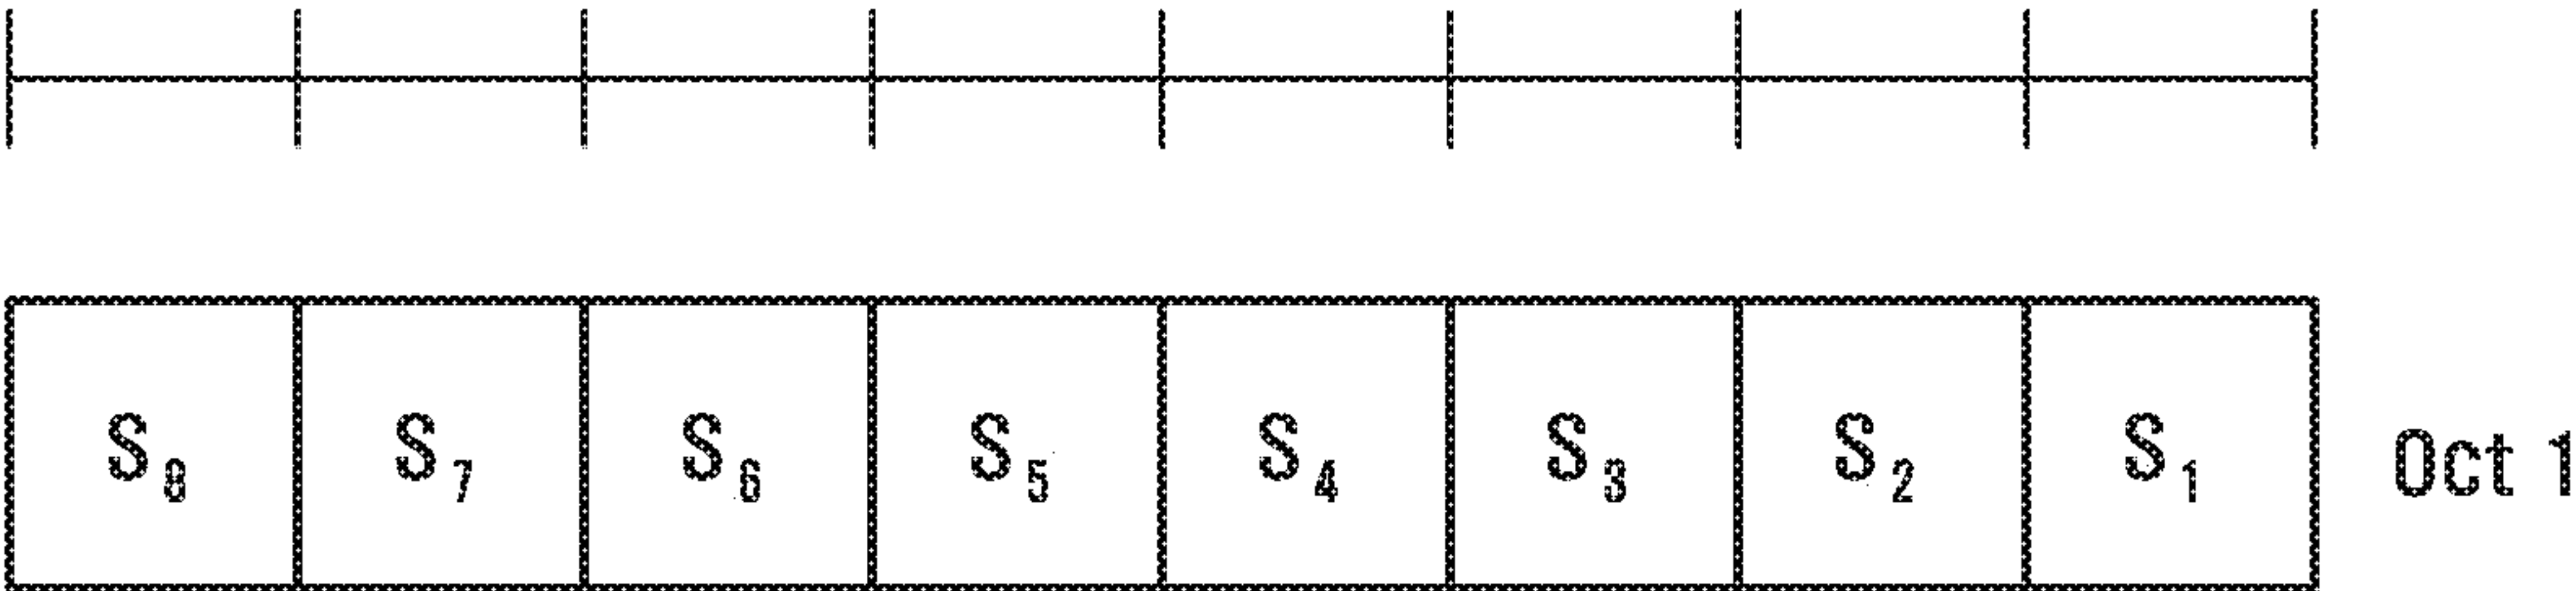 S₈ S₇ S₆ S₅ S₄ S₃ S₂ S₁ Oct 1